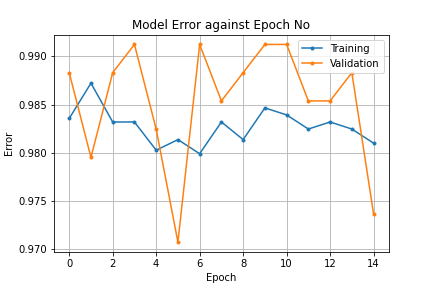 Model Error against Epoch No
Training
Validation
Error
0.990
0.985
0.980
0.975
0.970
0 2 4 6 8 10 12 14
Epoch